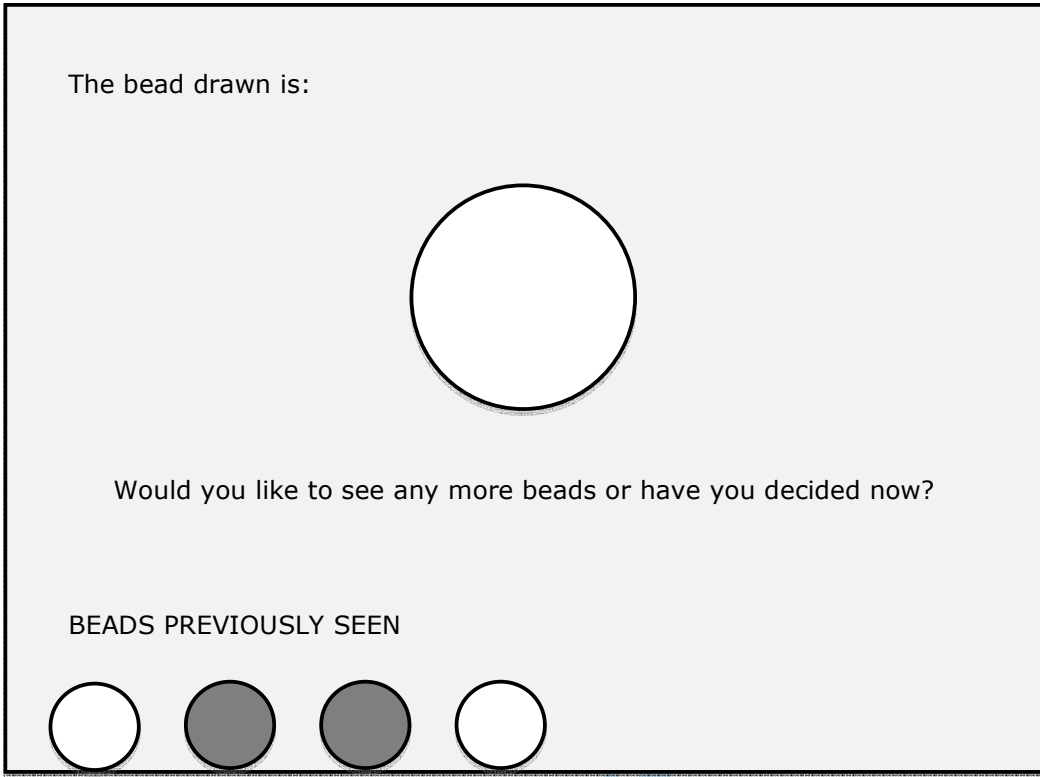 The bead drawn is:
Would you like to see any more beads or have you decided now?
BEADS PREVIOUSLY SEEN